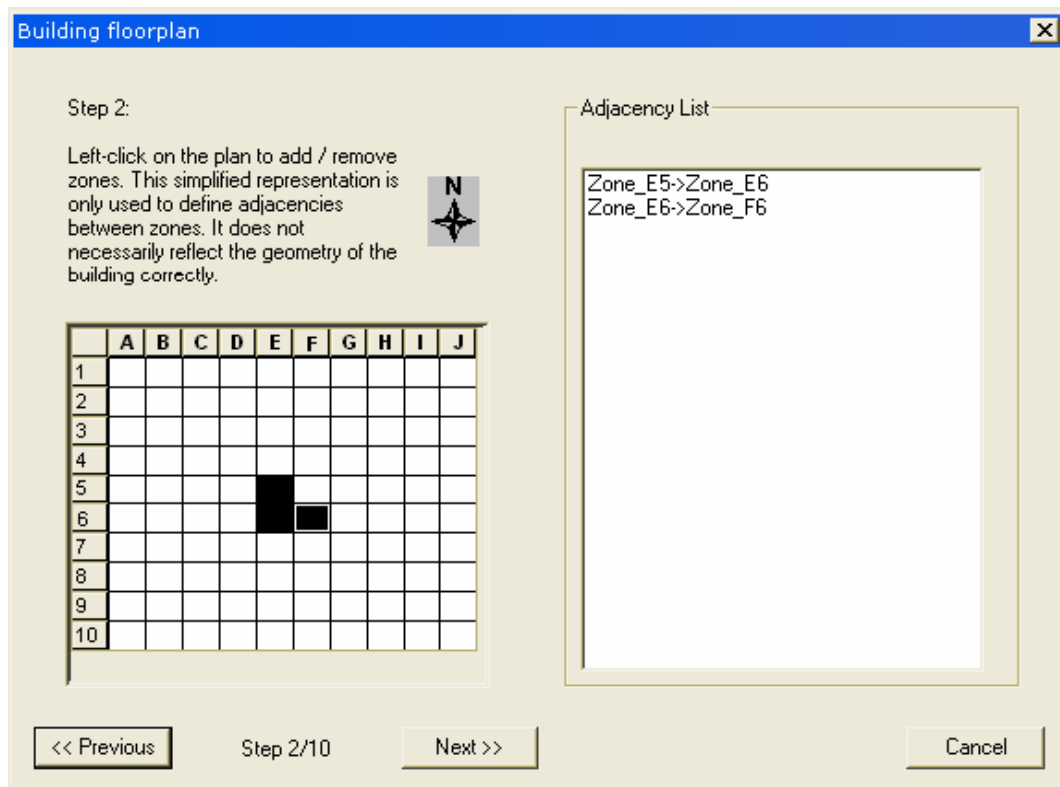 Building floorplan
Step 2:
Left-click on the plan to add / remove
zones. This simplified representation is
only used to define adjacencies
between zones. It does not
necessarily reflect the geometry of the
building correctly.
N
A B C D E F G H I J
1
2
3
4
5
6
7
8
9
10
Adjacency List
Zone_E5->Zone_E6
Zone_E6->Zone_F6
<< Previous
Step 2/10
Next >>
Cancel